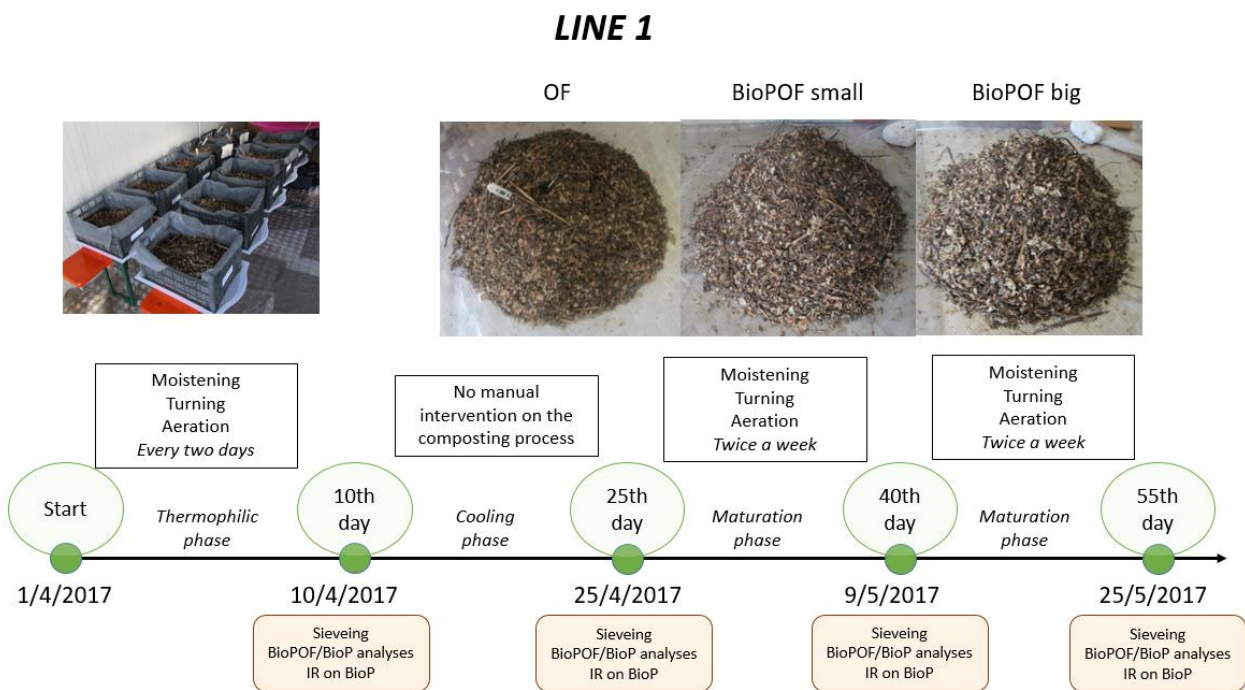 LINE 1
OF
BioPOF small
BioPOF big
Moistening
Turning
Aeration
Every two days
No manual
intervention on the
composting process
Moistening
Turning
Aeration
Twice a week
Moistening
Turning
Aeration
Twice a week
Start
Thermophilic
phase
10th
day
Cooling
phase
25th
day
Maturation
phase
40th
day
Maturation
phase
55th
day
1/4/2017
10/4/2017
25/4/2017
9/5/2017
25/5/2017
Sieveing
BioPOF/BioP analyses
IR on BioP
Sieveing
BioPOF/BioP analyses
IR on BioP
Sieveing
BioPOF/BioP analyses
IR on BioP
Sieveing
BioPOF/BioP analyses
IR on BioP